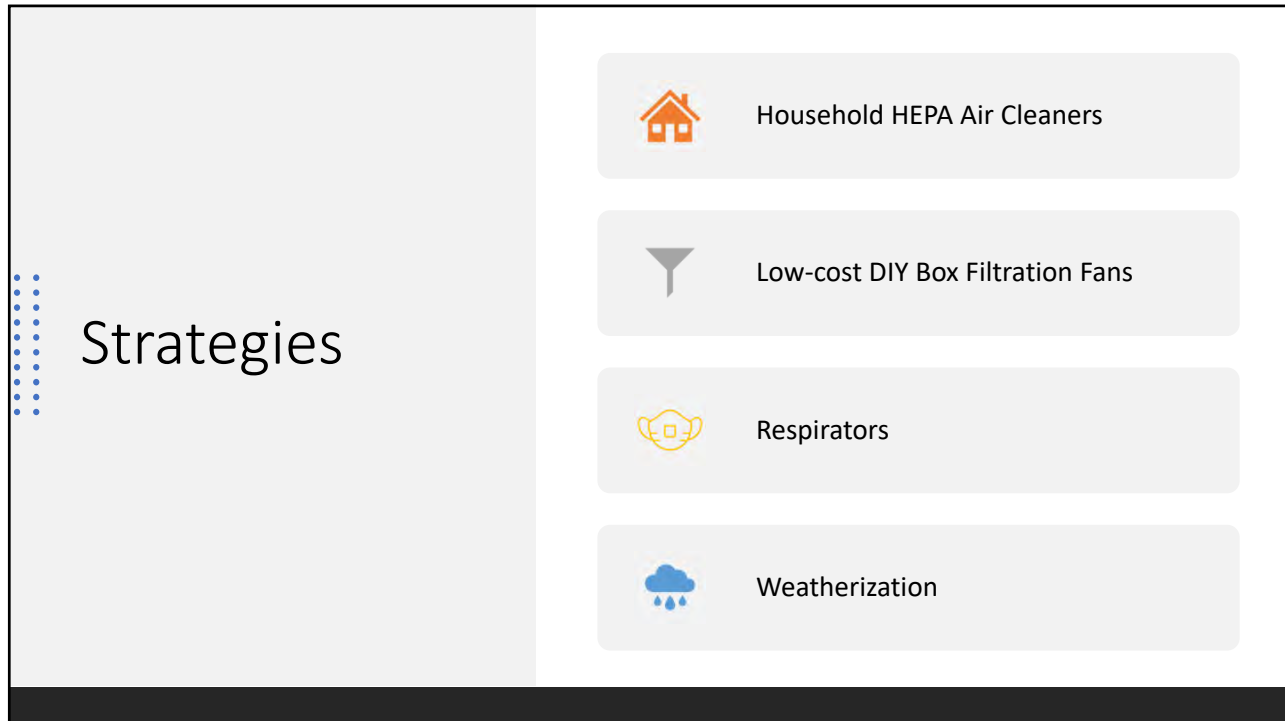 Strategies
Household HEPA Air Cleaners
Low-cost DIY Box Filtration Fans
Respirators
Weatherization